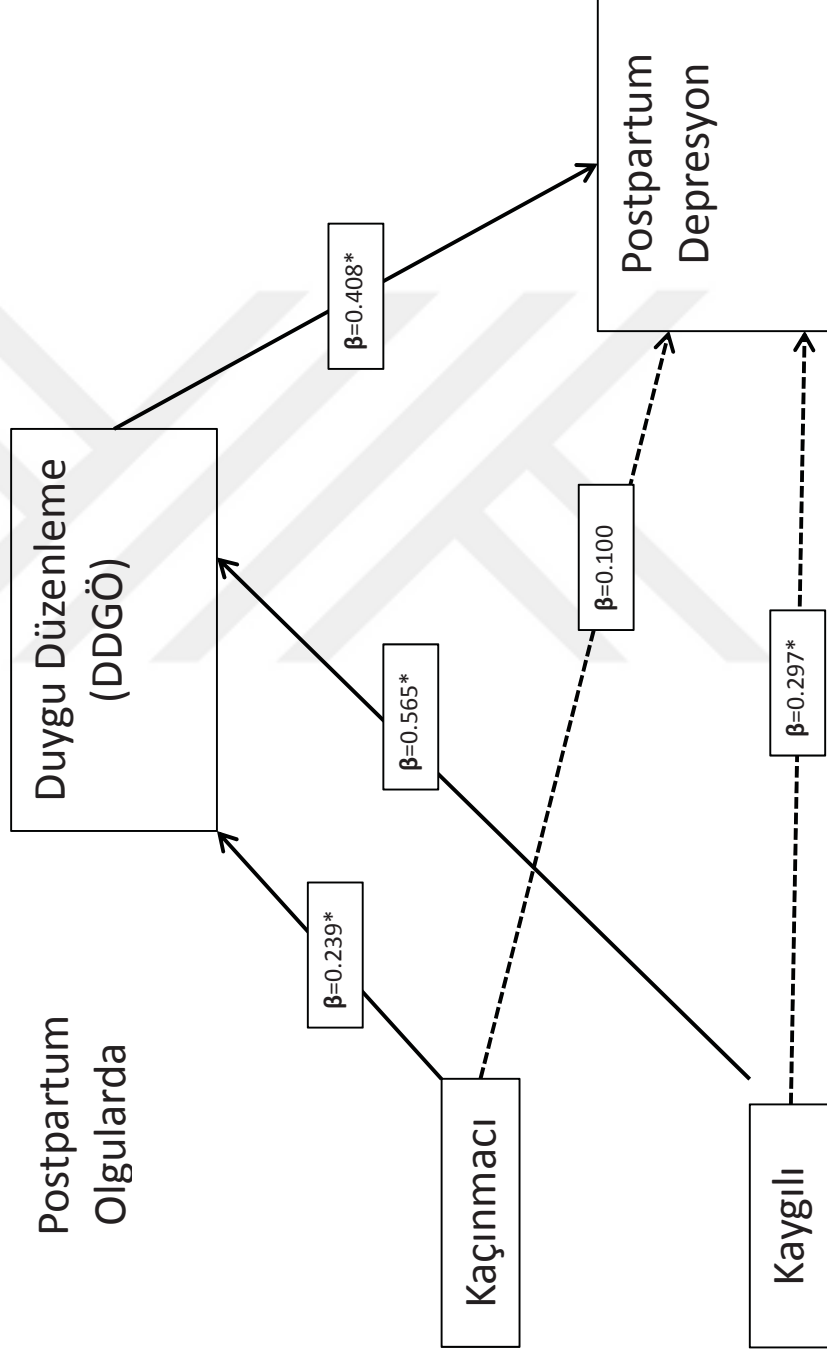 Postpartum
Olgularda
Duygu Düzenleme
(DDGÖ)
β=0.239*
β=0.408*
β=0.565*
Kaçınmacı
β=0.100
Postpartum
Depresyon
Kaygılı
β=0.297*